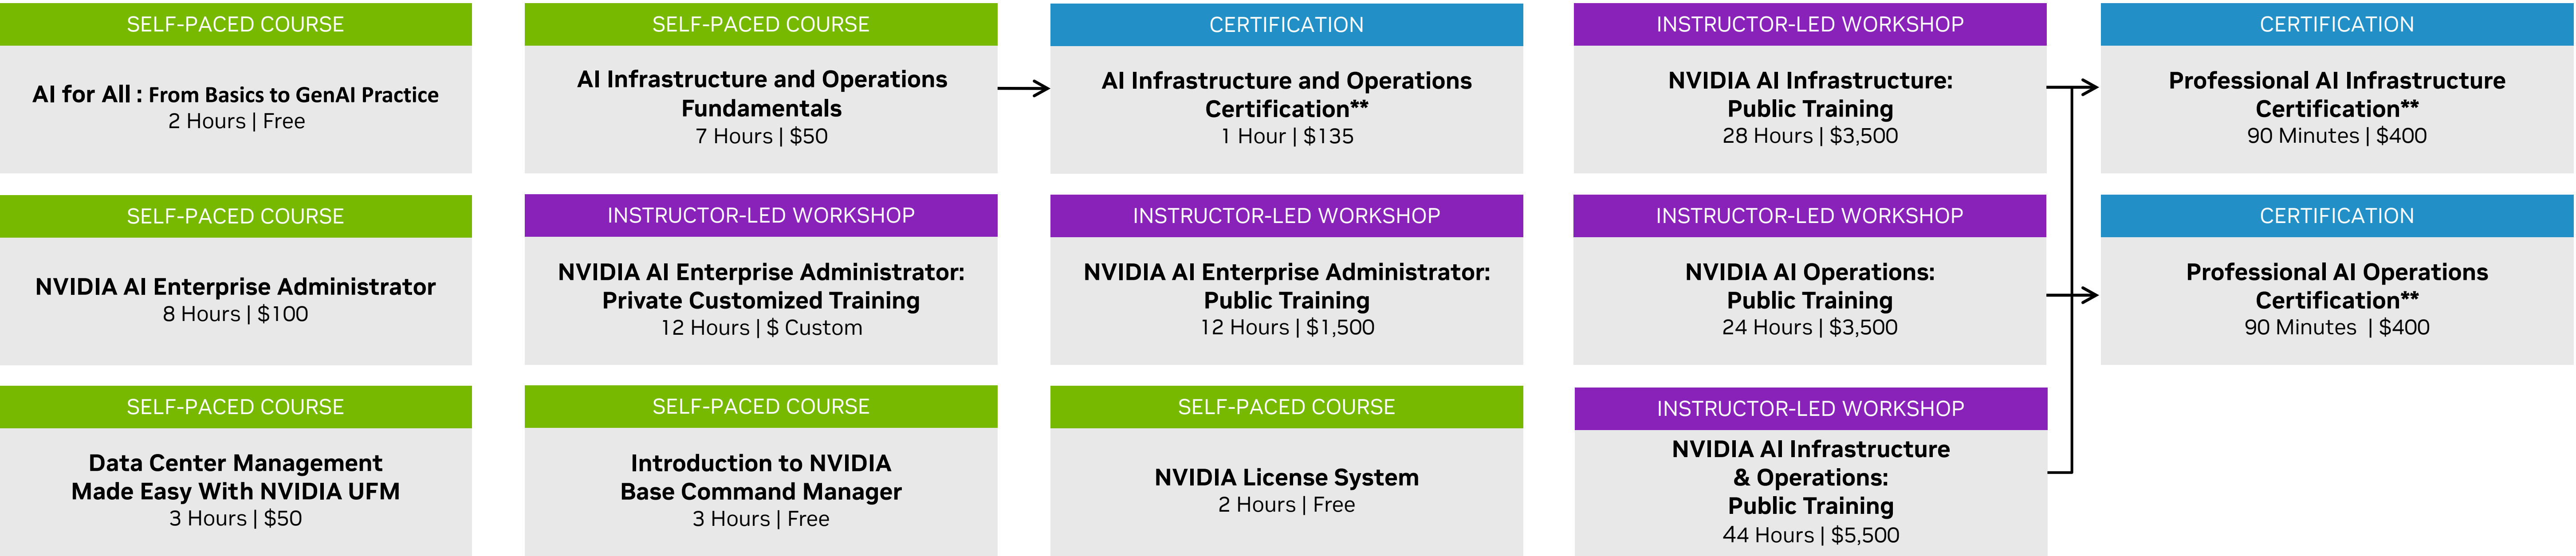 SELF-PACED COURSE
AI for All : From Basics to GenAI Practice
2 Hours | Free
SELF-PACED COURSE
AI Infrastructure and Operations
Fundamentals
7 Hours | $50
CERTIFICATION
AI Infrastructure and Operations
Certification**
1 Hour | $135
INSTRUCTOR-LED WORKSHOP
NVIDIA AI Infrastructure:
Public Training
28 Hours | $3,500
CERTIFICATION
Professional AI Infrastructure
Certification**
90 Minutes | $400
SELF-PACED COURSE
NVIDIA AI Enterprise Administrator
8 Hours | $100
INSTRUCTOR-LED WORKSHOP
NVIDIA AI Enterprise Administrator:
Private Customized Training
12 Hours | $ Custom
INSTRUCTOR-LED WORKSHOP
NVIDIA AI Enterprise Administrator:
Public Training
12 Hours | $1,500
INSTRUCTOR-LED WORKSHOP
NVIDIA AI Operations:
Public Training
24 Hours | $3,500
CERTIFICATION
Professional AI Operations
Certification**
90 Minutes | $400
SELF-PACED COURSE
Data Center Management
Made Easy With NVIDIA UFM
3 Hours | $50
SELF-PACED COURSE
Introduction to NVIDIA
Base Command Manager
3 Hours | Free
SELF-PACED COURSE
NVIDIA License System
2 Hours | Free
INSTRUCTOR-LED WORKSHOP
NVIDIA AI Infrastructure
& Operations:
Public Training
44 Hours | $5,500